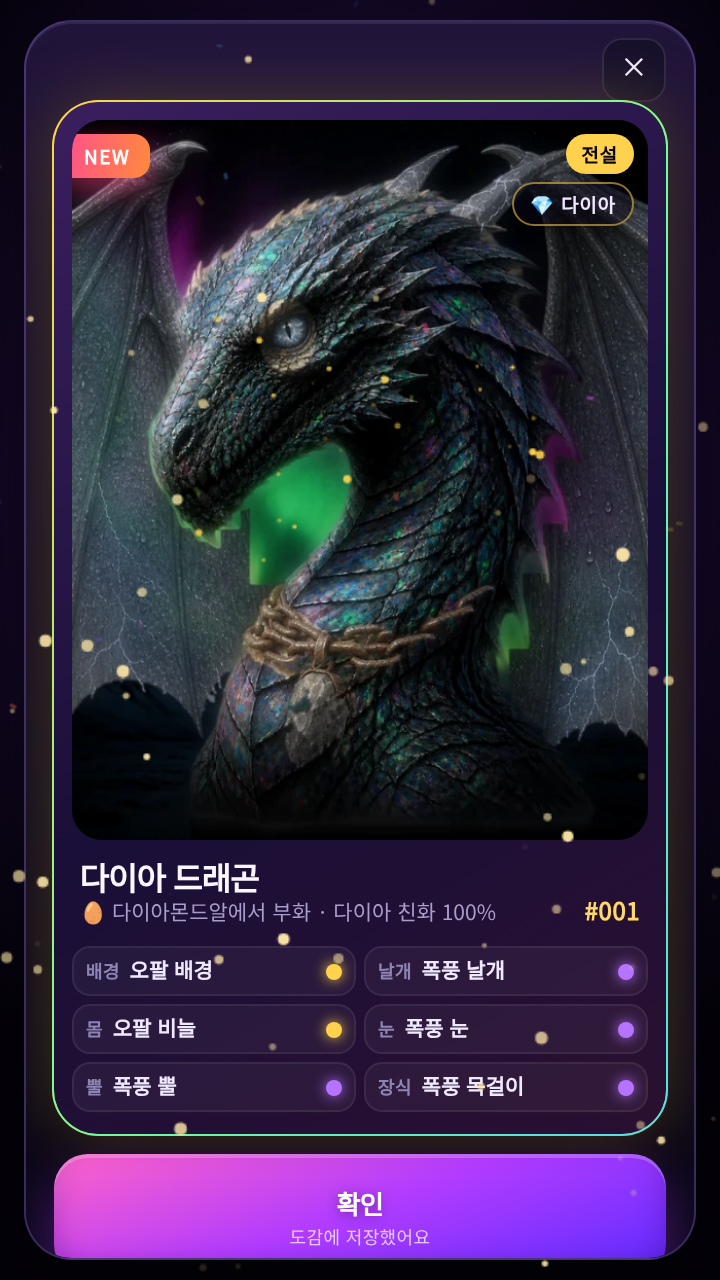 NEW
전설
💎 다이아
다이아 드래곤
🥚 다이아몬드알에서 부화 · 다이아 친화 100%
#001
배경 오팔 배경
날개 폭풍 날개
몸 오팔 비늘
눈 폭풍 눈
뿔 폭풍 뿔
장식 폭풍 목걸이
확인
도감에 저장했어요